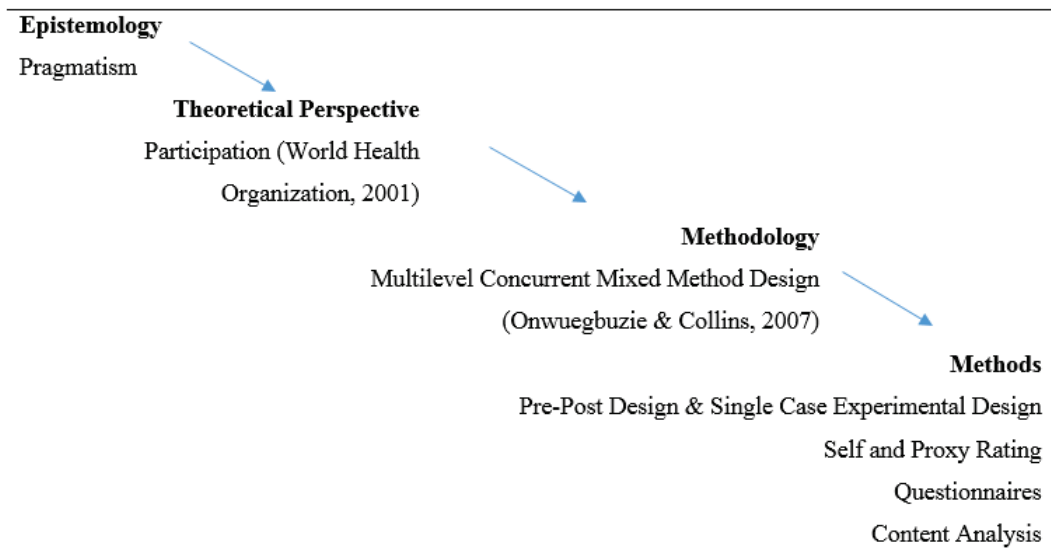 Epistemology
Pragmatism
Theoretical Perspective
Participation (World Health
Organization, 2001)
Methodology
Multilevel Concurrent Mixed Method Design
(Onwuegbuzie & Collins, 2007)
Methods
Pre-Post Design & Single Case Experimental Design
Self and Proxy Rating
Questionnaires
Content Analysis